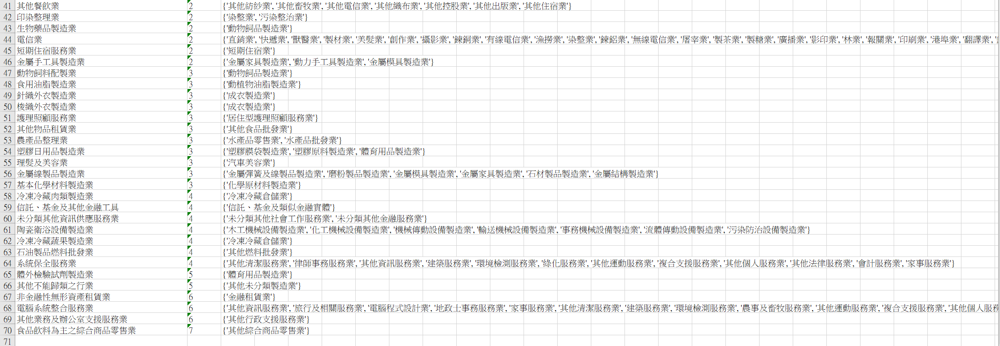 41 其他餐飲業 2 {'其他紡紗業', '其他畜牧業', '其他電信業', '其他織布業', '其他控股業', '其他出版業', '其他住宿業'}
42 印染整理業 2 {'染整業', '污染整治業'}
43 生物藥品製造業 2 {'動物飼品製造業'}
44 電信業 2 {'直銷業', '快遞業', '獸醫業', '製材業', '美髮業', '創作業', '攝影業', '鍊銅業', '有線電信業', '漁撈業', '染整業', '鍊鋁業', '無線電信業', '屠宰業', '製茶業', '製糖業', '廣播業', '影印業', '林業', '報關業', '印刷業', '港埠業', '翻譯業', '
45 短期住宿服務業 2 {'短期住宿業'}
46 金屬手工具製造業 2 {'金屬家具製造業', '動力手工具製造業', '金屬模具製造業'}
47 動物飼料配製業 3 {'動物飼品製造業'}
48 食用油脂製造業 3 {'動植物油脂製造業'}
49 針織外衣製造業 3 {'成衣製造業'}
50 梭織外衣製造業 3 {'成衣製造業'}
51 護理照顧服務業 3 {'居住型護理照顧服務業'}
52 其他物品租賃業 3 {'其他食品批發業'}
53 農產品整理業 3 {'水產品零售業', '水產品批發業'}
54 塑膠日用品製造業 3 {'塑膠膜袋製造業', '塑膠原料製造業', '體育用品製造業'}
55 理髮及美容業 3 {'汽車美容業'}
56 金屬線製品製造業 3 {'金屬彈簧及線製品製造業', '磨粉製品製造業', '金屬模具製造業', '金屬家具製造業', '石材製品製造業', '金屬結構製造業'}
57 基本化學材料製造業 3 {'化學原材料製造業'}
58 冷凍冷藏肉類製造業 4 {'冷凍冷藏倉儲業'}
59 信託、基金及其他金融工具 4 {'信託、基金及類似金融實體'}
60 未分類其他資訊供應服務業 4 {'未分類其他社會工作服務業', '未分類其他金融服務業'}
61 陶瓷衛浴設備製造業 4 {'木工機械設備製造業', '化工機械設備製造業', '機械傳動設備製造業', '輸送機械設備製造業', '事務機械設備製造業', '流體傳動設備製造業', '污染防治設備製造業'}
62 冷凍冷藏蔬果製造業 4 {'冷凍冷藏倉儲業'}
63 石油製品燃料批發業 4 {'其他燃料批發業'}
64 系統保全服務業 4 {'其他清潔服務業', '律師事務服務業', '其他資訊服務業', '建築服務業', '環境檢測服務業', '綠化服務業', '其他運動服務業', '複合支援服務業', '其他個人服務業', '其他法律服務業', '會計服務業', '家事服務業'}
65 體外檢驗試劑製造業 5 {'體育用品製造業'}
66 其他不能歸類之行業 5 {'其他未分類製造業'}
67 非金融性無形資產租賃業 6 {'金融租賃業'}
68 電腦系統整合服務業 6 {'其他資訊服務業', '旅行及相關服務業', '電腦程式設計業', '地政士事務服務業', '家事服務業', '其他清潔服務業', '建築服務業', '環境檢測服務業', '農事及畜牧服務業', '其他運動服務業', '複合支援服務業', '其他個人服務
69 其他業務及辦公室支援服務業 6 {'其他行政支援服務業'}
70 食品飲料為主之綜合商品零售業 7 {'其他綜合商品零售業'}
71